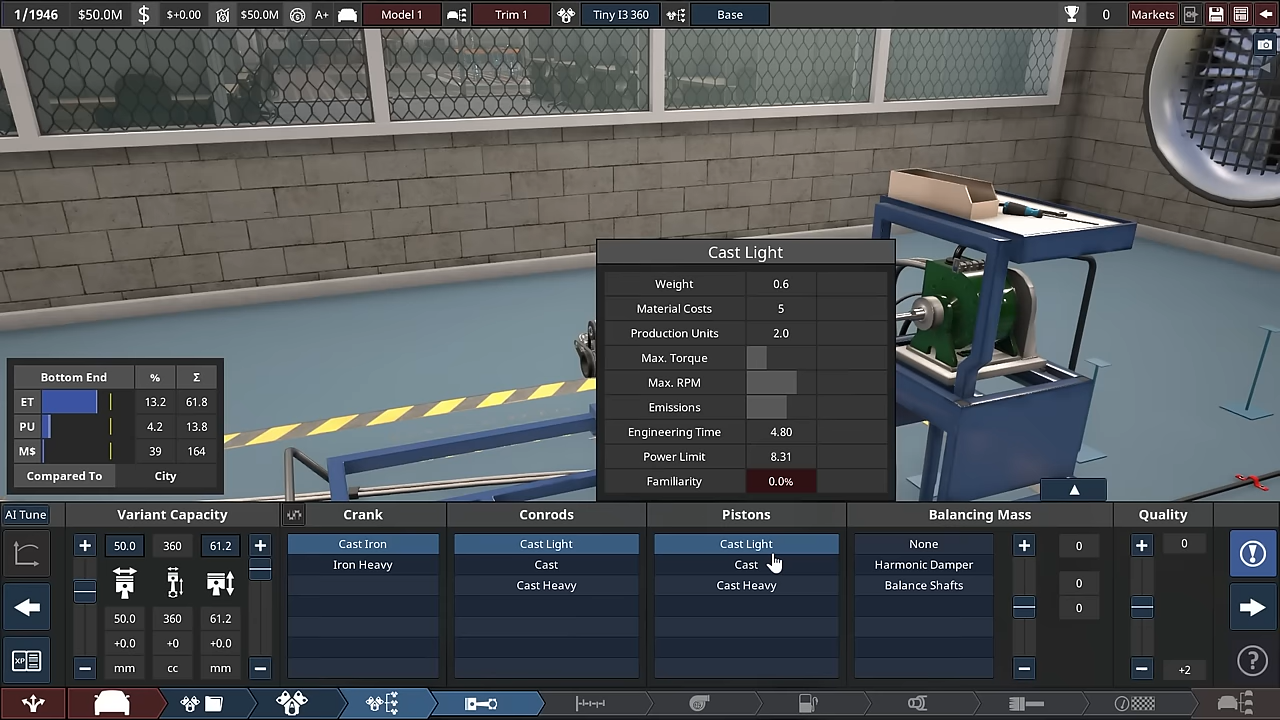 1/1946 $50.0M $+0.00 $50.0M A+ Model 1 Trim 1 Tiny I3 360 Base 0 Markets
Cast Light
Weight 0.6
Material Costs 5
Production Units 2.0
Max. Torque
Max. RPM
Emissions
Engineering Time 4.80
Power Limit 8.31
Familiarity 0.0%
Bottom End % Σ
ET 13.2 61.8
PU 4.2 13.8
M$ 39 164
Compared To City
AI Tune Variant Capacity Crank Conrods Pistons Balancing Mass Quality
+ 50.0 360 61.2 + Cast Iron Cast Light Cast Light None + 0 + 0
Iron Heavy Cast Cast Harmonic Damper
Cast Heavy Cast Heavy Balance Shafts 0
0
50.0 360 61.2
+0.0 +0 +0.0
− mm cc mm − − − +2
XP ?